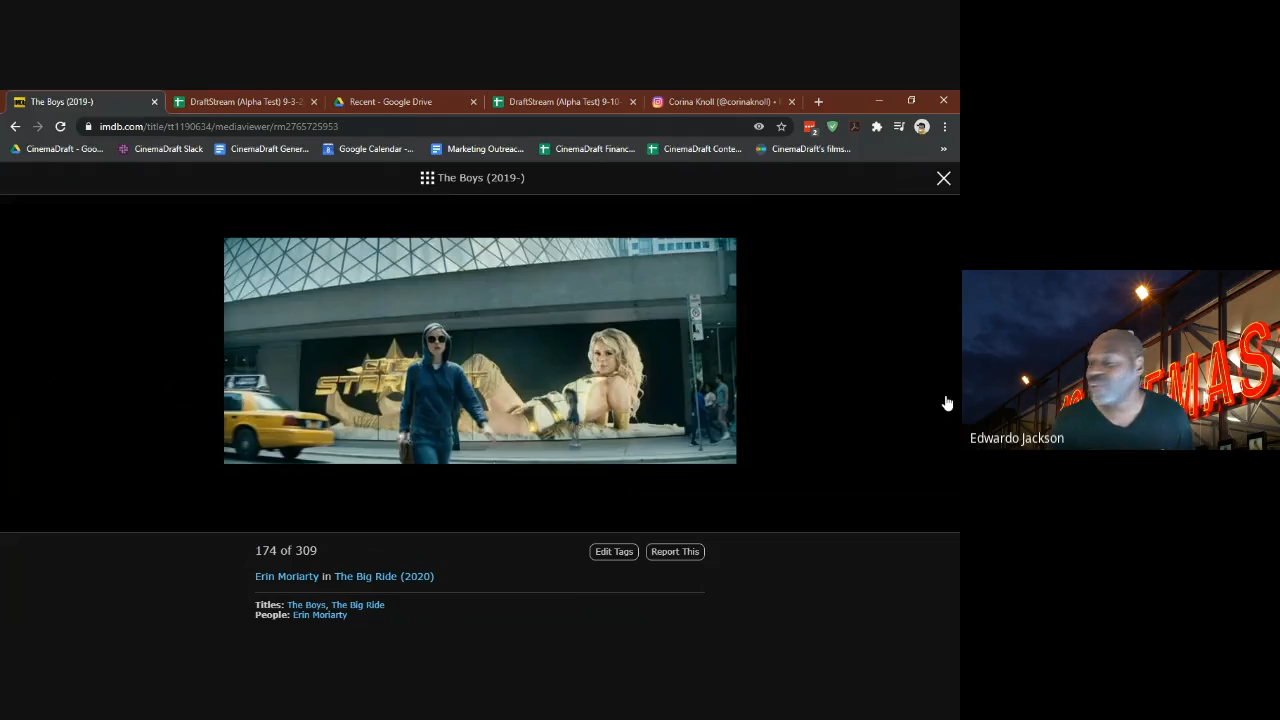 The Boys (2019-)
DraftStream (Alpha Test) 9-3-2
Recent - Google Drive
DraftStream (Alpha Test) 9-10-
Corina Knoll (@corinaknoll) •
imdb.com/title/tt1190634/mediaviewer/rm2765725953
2
CinemaDraft - Goo...
CinemaDraft Slack
CinemaDraft Gener...
Google Calendar -...
Marketing Outreac...
CinemaDraft Financ...
CinemaDraft Conte...
CinemaDraft's films...
»
The Boys (2019-)
Edwardo Jackson
174 of 309
Edit Tags
Report This
Erin Moriarty in The Big Ride (2020)
Titles: The Boys, The Big Ride
People: Erin Moriarty